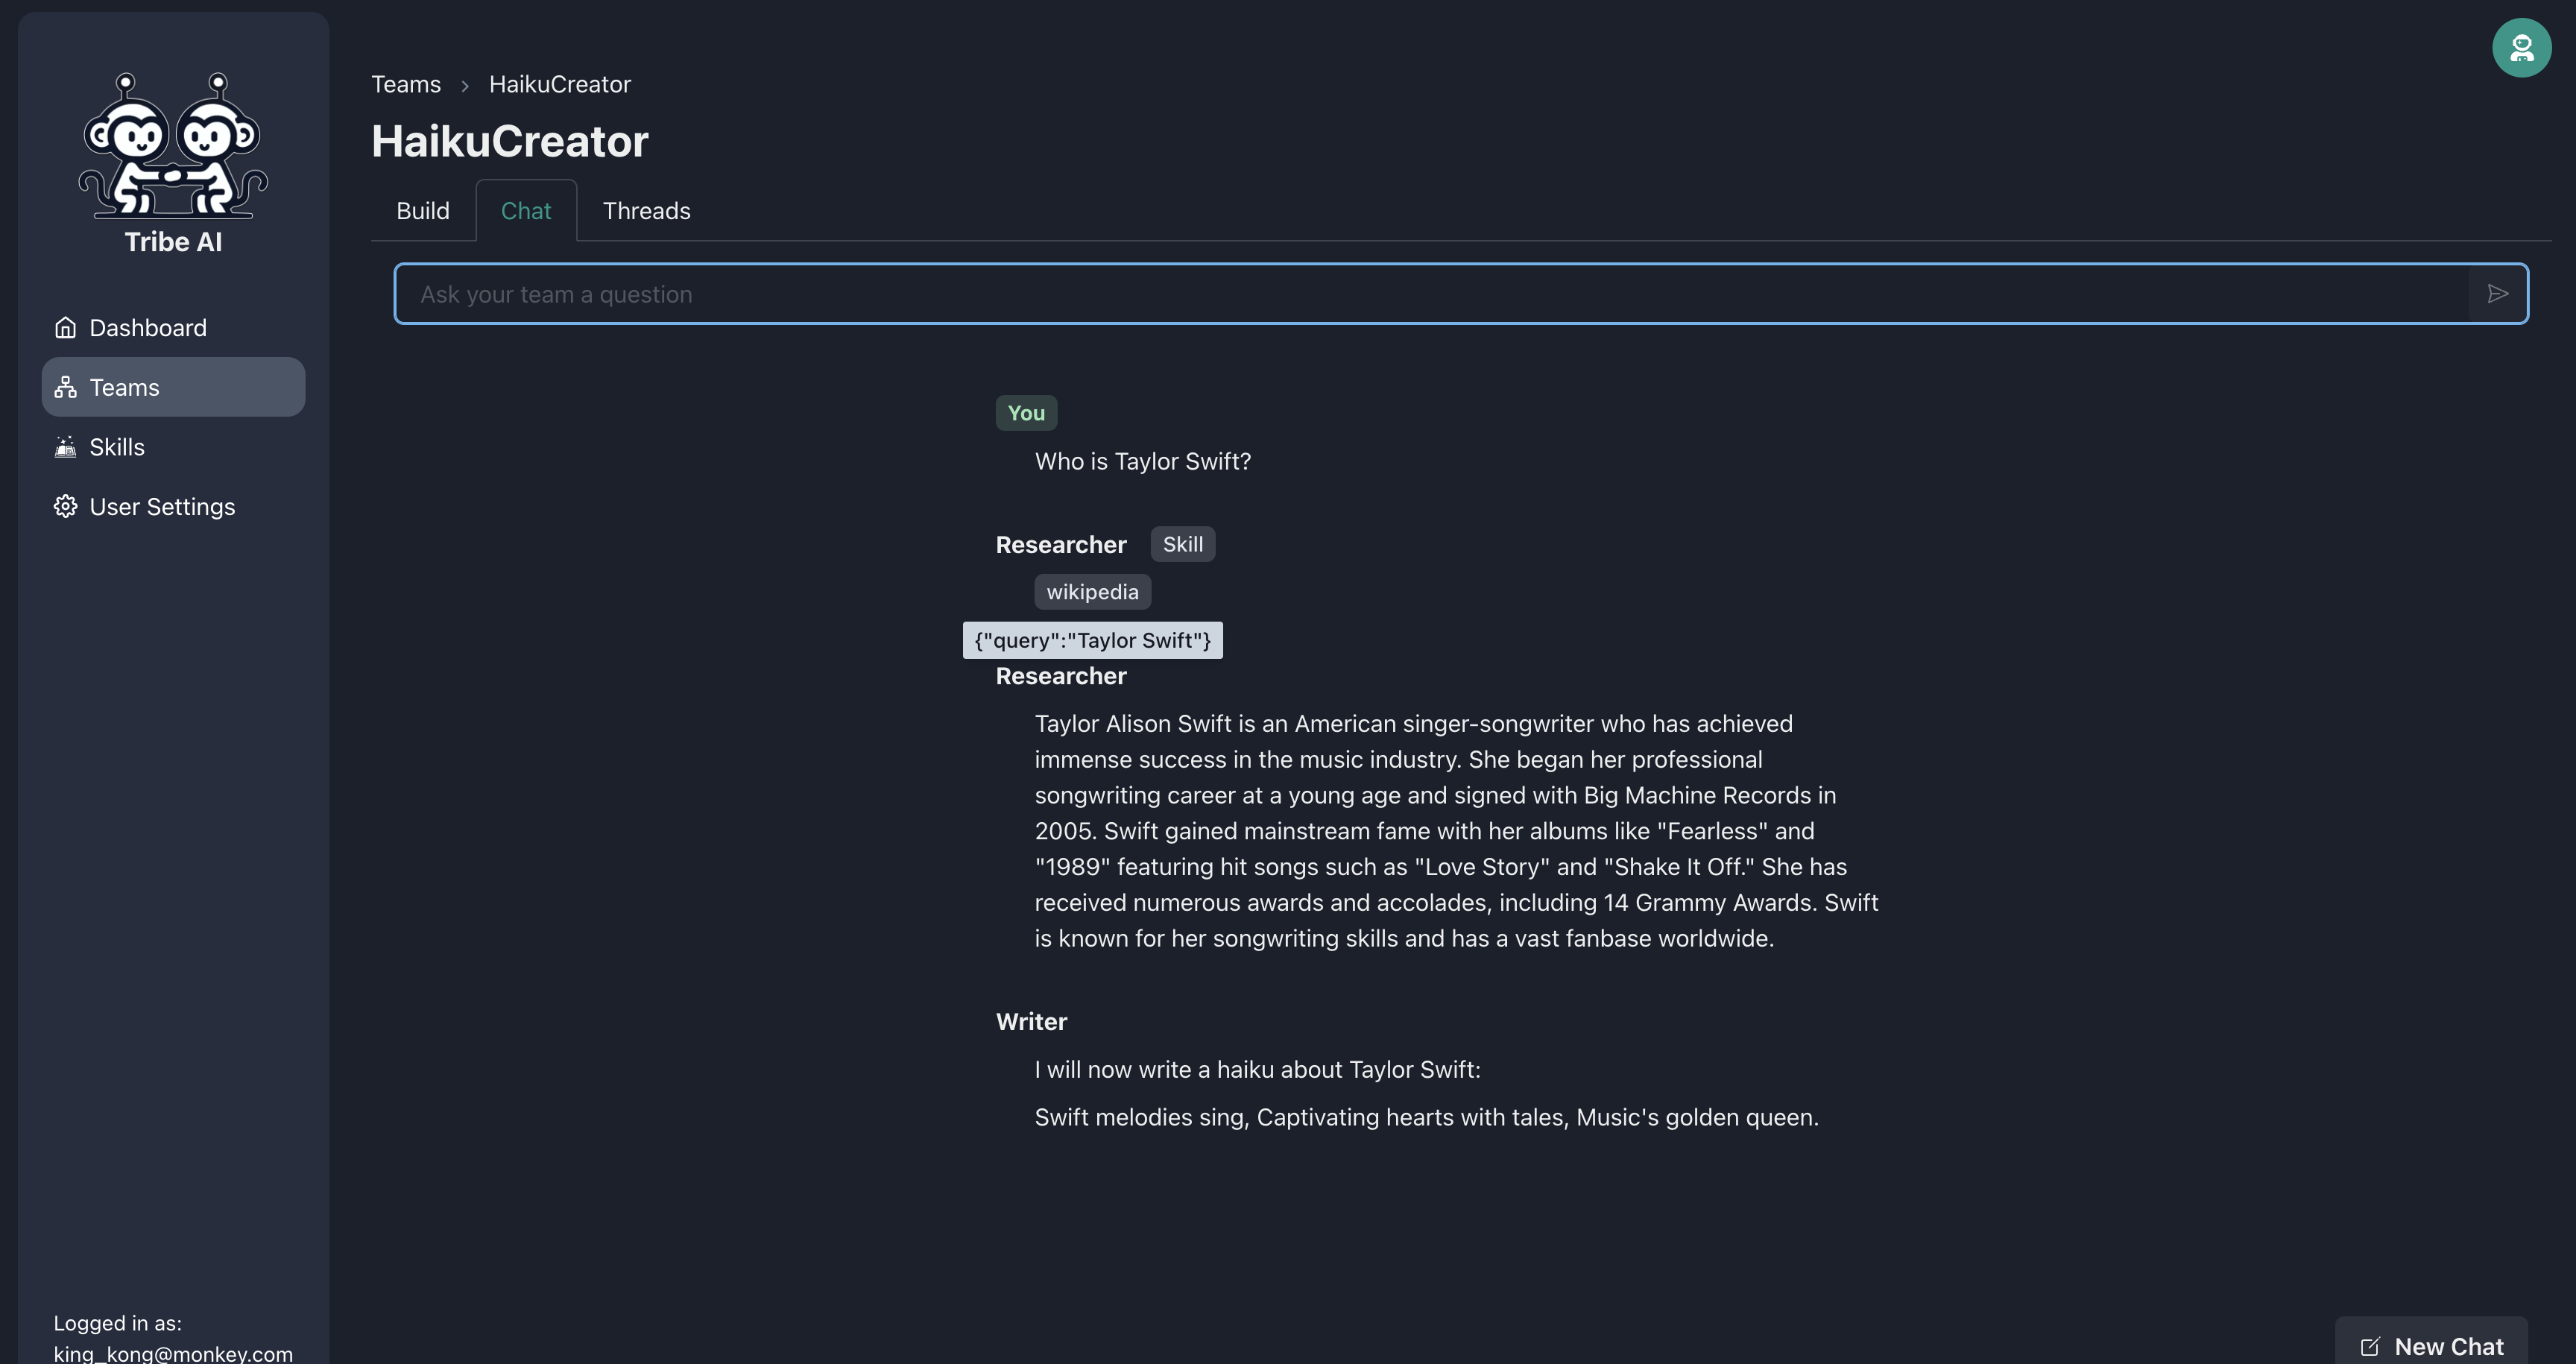 Tribe AI
Dashboard
Teams
Skills
User Settings
Logged in as:
king_kong@monkey.com
Teams > HaikuCreator
HaikuCreator
Build Chat Threads
Ask your team a question
You
Who is Taylor Swift?
Researcher Skill
wikipedia
{"query":"Taylor Swift"}
Researcher
Taylor Alison Swift is an American singer-songwriter who has achieved
immense success in the music industry. She began her professional
songwriting career at a young age and signed with Big Machine Records in
2005. Swift gained mainstream fame with her albums like "Fearless" and
"1989" featuring hit songs such as "Love Story" and "Shake It Off." She has
received numerous awards and accolades, including 14 Grammy Awards. Swift
is known for her songwriting skills and has a vast fanbase worldwide.
Writer
I will now write a haiku about Taylor Swift:
Swift melodies sing, Captivating hearts with tales, Music's golden queen.
New Chat